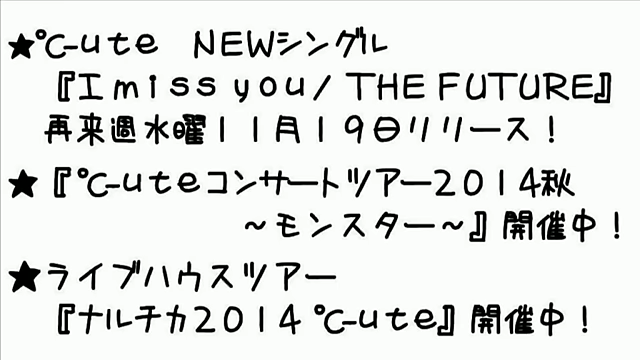 ★℃-ute　NEWシングル
『I miss you/ THE FUTURE』
再来週水曜11月19日リリース！
★『℃-uteコンサートツアー2014秋
～モンスター～』開催中！
★ライブハウスツアー
『ナルチカ2014 ℃-ute』開催中！